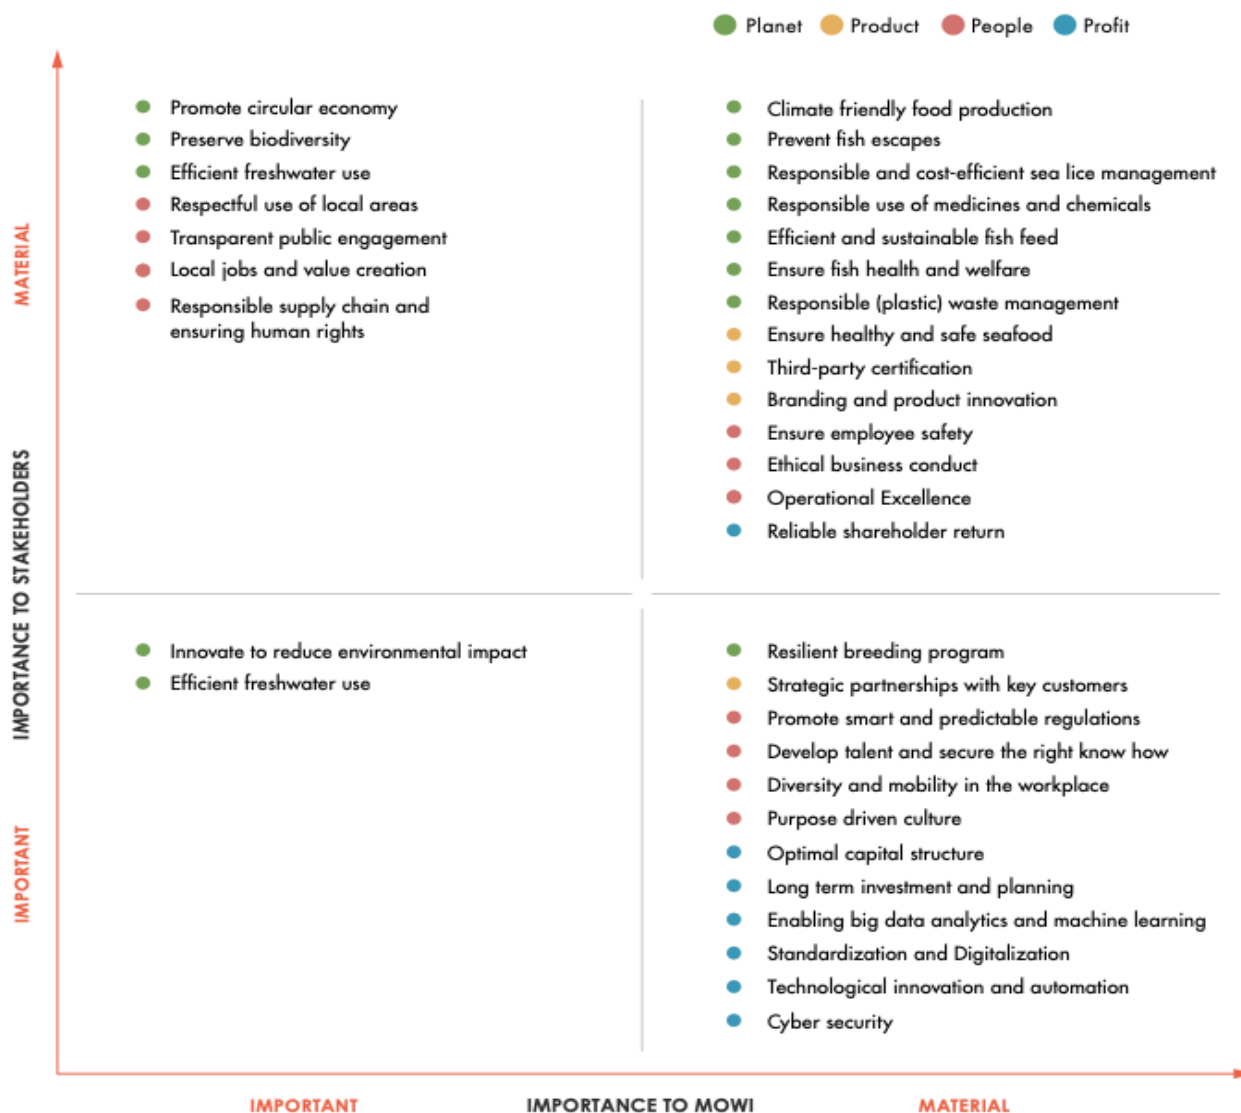 Planet Product People Profit
Promote circular economy
Preserve biodiversity
Efficient freshwater use
Respectful use of local areas
Transparent public engagement
Local jobs and value creation
Responsible supply chain and
ensuring human rights
Climate friendly food production
Prevent fish escapes
Responsible and cost-efficient sea lice management
Responsible use of medicines and chemicals
Efficient and sustainable fish feed
Ensure fish health and welfare
Responsible (plastic) waste management
Ensure healthy and safe seafood
Third-party certification
Branding and product innovation
Ensure employee safety
Ethical business conduct
Operational Excellence
Reliable shareholder return
Innovate to reduce environmental impact
Efficient freshwater use
Resilient breeding program
Strategic partnerships with key customers
Promote smart and predictable regulations
Develop talent and secure the right know how
Diversity and mobility in the workplace
Purpose driven culture
Optimal capital structure
Long term investment and planning
Enabling big data analytics and machine learning
Standardization and Digitalization
Technological innovation and automation
Cyber security
MATERIAL
IMPORTANCE TO STAKEHOLDERS
IMPORTANT
IMPORTANT IMPORTANCE TO MOWI MATERIAL